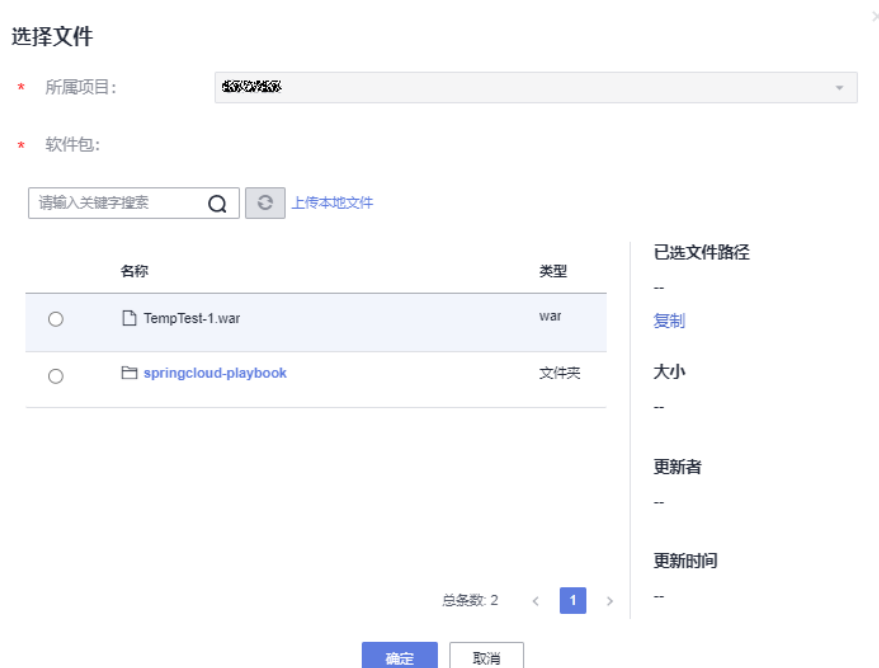 选择文件
* 所属项目：
* 软件包：
请输入关键字搜索 上传本地文件
名称 类型
TempTest-1.war war
springcloud-playbook 文件夹
总条数: 2 < 1 >
已选文件路径
--
复制
大小
--
更新者
--
更新时间
--
确定 取消